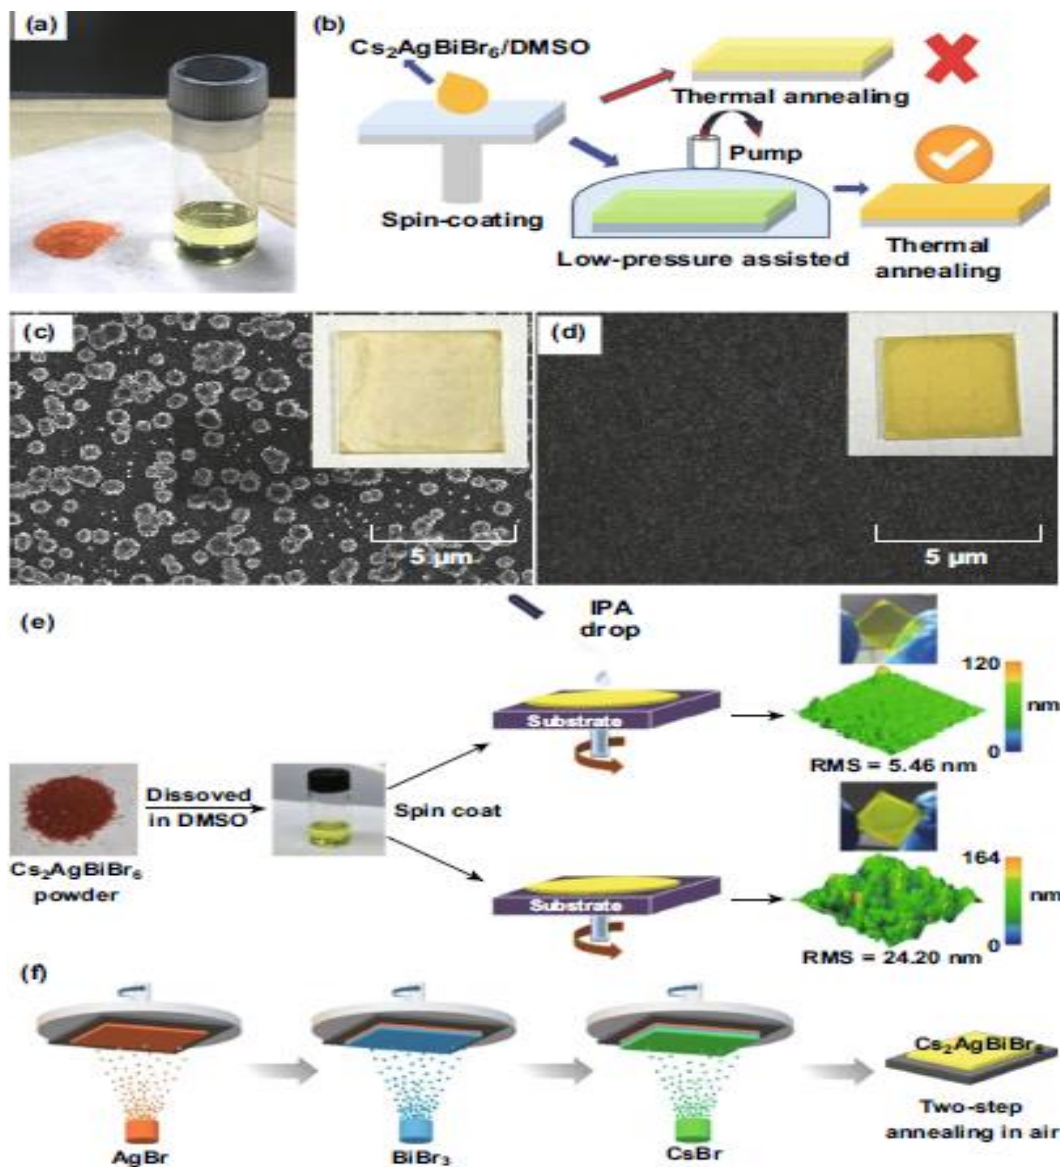 (a)
(b)
Cs₂AgBiBr₆/DMSO
Thermal annealing
Pump
Spin-coating
Low-pressure assisted
Thermal
annealing
(c)
5 µm
(d)
5 µm
(e)
IPA
drop
Substrate
120
nm
0
RMS = 5.46 nm
Dissoved
in DMSO
Spin coat
Cs₂AgBiBr₆
powder
Substrate
164
nm
0
RMS = 24.20 nm
(f)
AgBr
BiBr₃
CsBr
Cs₂AgBiBr₆
Two-step
annealing in air